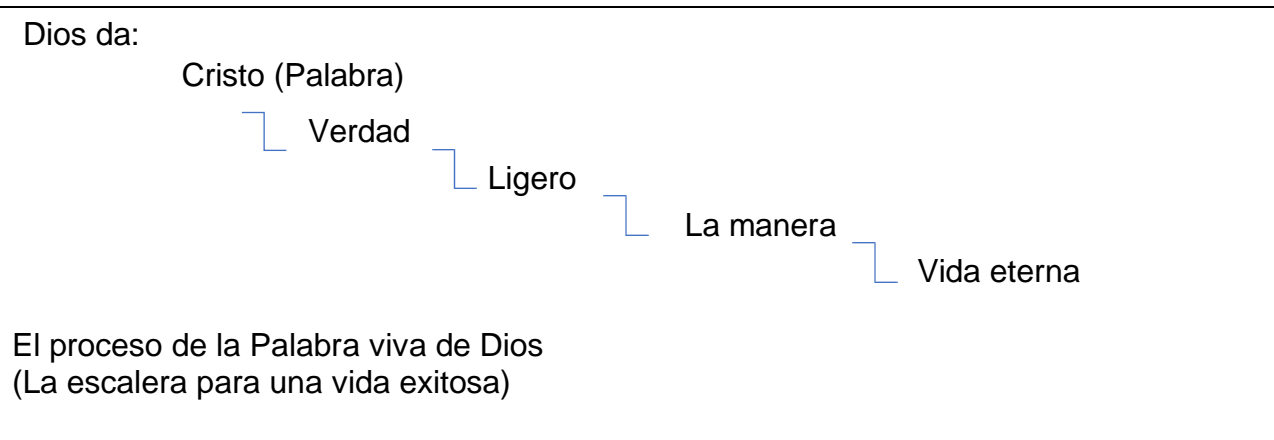 Dios da:
Cristo (Palabra)
Verdad
Ligero
La manera
Vida eterna
El proceso de la Palabra viva de Dios
(La escalera para una vida exitosa)